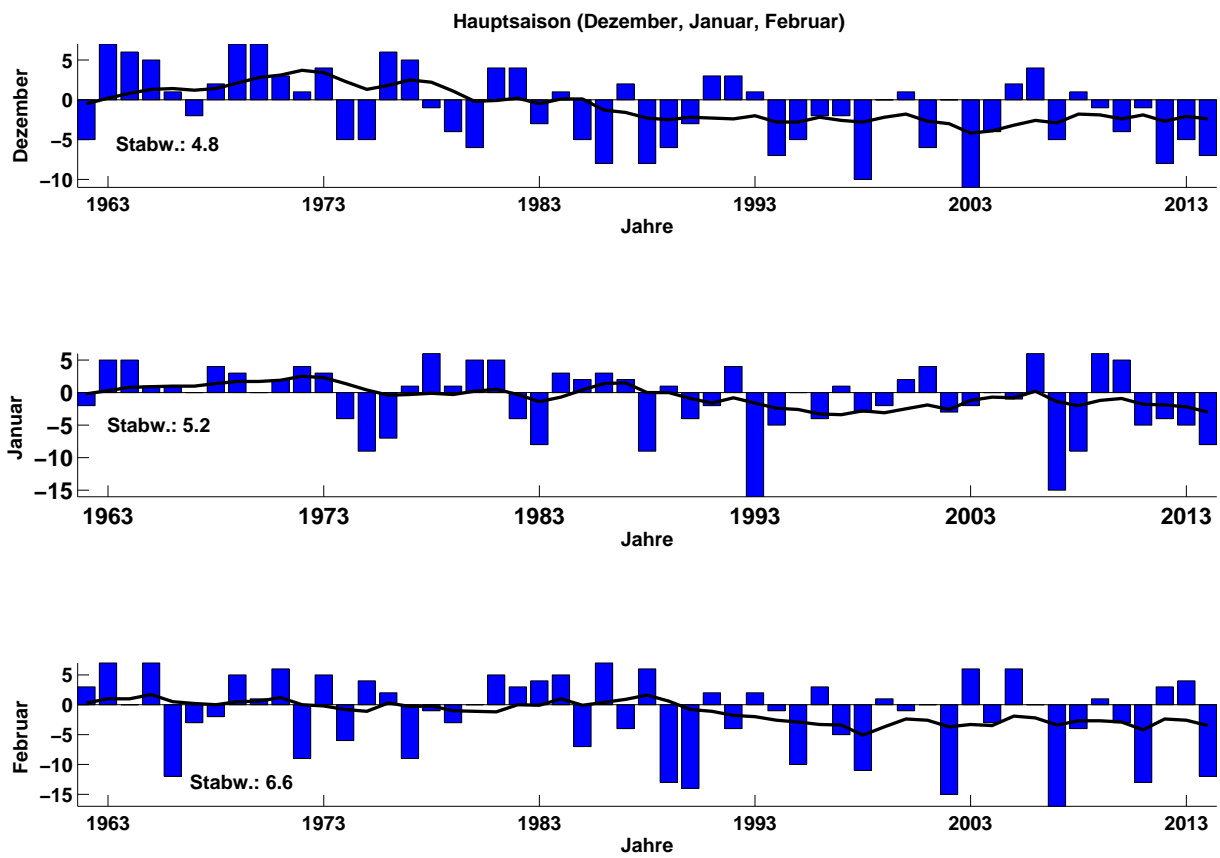 Hauptsaison (Dezember, Januar, Februar)
5
0
−5
−10
Dezember
Stabw.: 4.8
1963 1973 1983 1993 2003 2013
Jahre
5
0
−5
−10
−15
Januar
Stabw.: 5.2
1963 1973 1983 1993 2003 2013
Jahre
5
0
−5
−10
−15
Februar
Stabw.: 6.6
1963 1973 1983 1993 2003 2013
Jahre